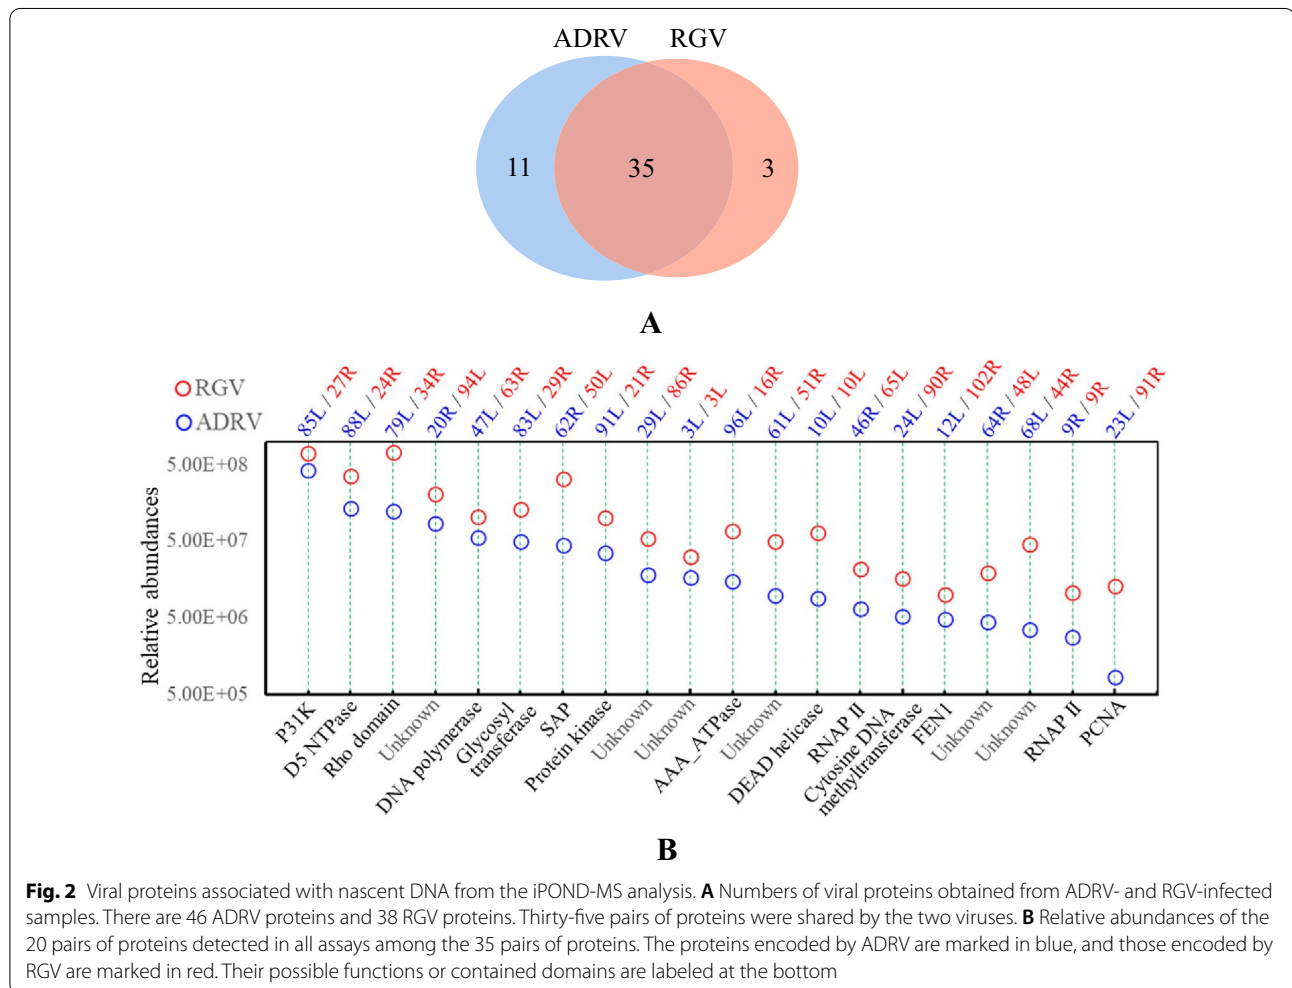 ADRV RGV
11 35 3
A
RGV
ADRV
85L / 27R
88L / 24R
79L / 34R
20R / 94L
47L / 63R
83L / 29R
62R / 50L
91L / 21R
29L / 86R
3L / 3L
96L / 16R
61L / 51R
10L / 10L
46R / 65L
24L / 90R
12L / 102R
64R / 48L
68L / 44R
9R / 9R
23L / 91R
Relative abundances
5.00E+08
5.00E+07
5.00E+06
5.00E+05
P31K
D5 NTPase
Rho domain
Unknown
DNA polymerase
Glycosyl
transferase
SAP
Protein kinase
Unknown
Unknown
AAA_ATPase
Unknown
DEAD helicase
RNAP II
Cytosine DNA
methyltransferase
FEN1
Unknown
Unknown
RNAP II
PCNA
B
Fig. 2 Viral proteins associated with nascent DNA from the iPOND-MS analysis. A Numbers of viral proteins obtained from ADRV- and RGV-infected
samples. There are 46 ADRV proteins and 38 RGV proteins. Thirty-five pairs of proteins were shared by the two viruses. B Relative abundances of the
20 pairs of proteins detected in all assays among the 35 pairs of proteins. The proteins encoded by ADRV are marked in blue, and those encoded by
RGV are marked in red. Their possible functions or contained domains are labeled at the bottom